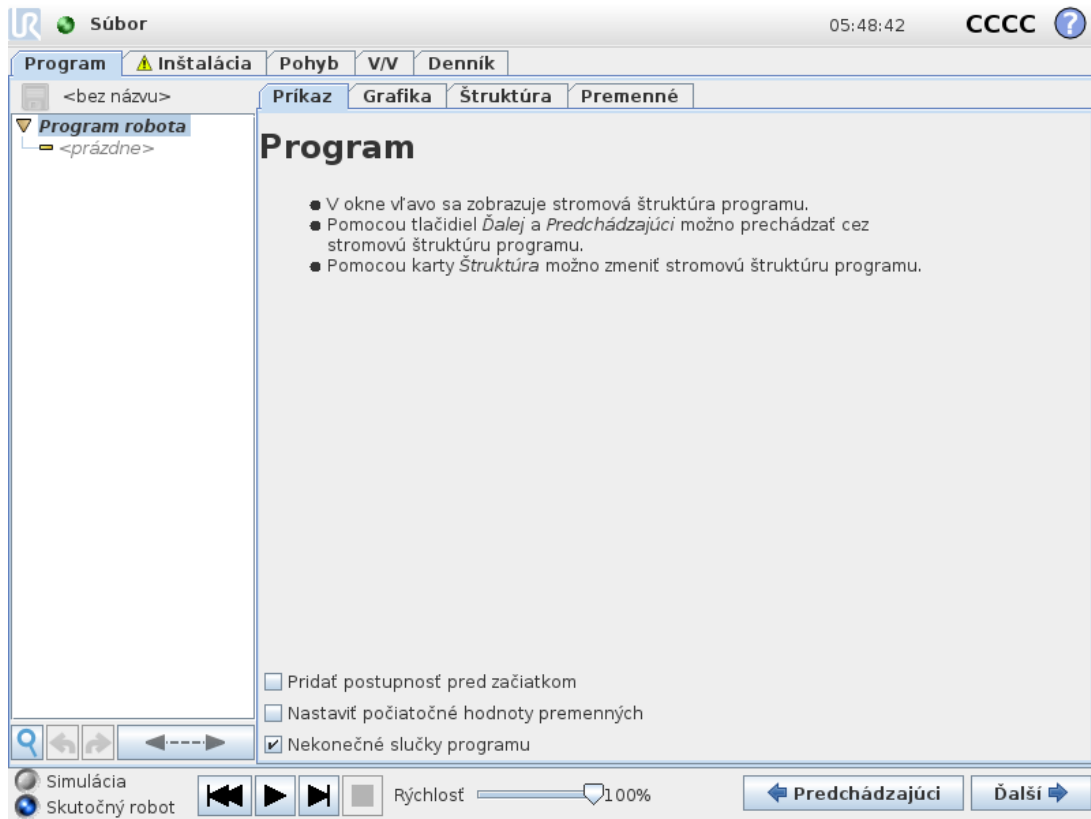 UR Súbor 05:48:42 CCCC ?
Program Inštalácia Pohyb V/V Denník
<bez názvu> Príkaz Grafika Štruktúra Premenné
Program robota
<prázdne>
Program
V okne vľavo sa zobrazuje stromová štruktúra programu.
Pomocou tlačidiel Ďalej a Predchádzajúci možno prechádzať cez
stromovú štruktúru programu.
Pomocou karty Štruktúra možno zmeniť stromovú štruktúru programu.
Pridať postupnosť pred začiatkom
Nastaviť počiatočné hodnoty premenných
Nekonečné slučky programu
Simulácia
Skutočný robot
Rýchlosť 100% Predchádzajúci Ďalší